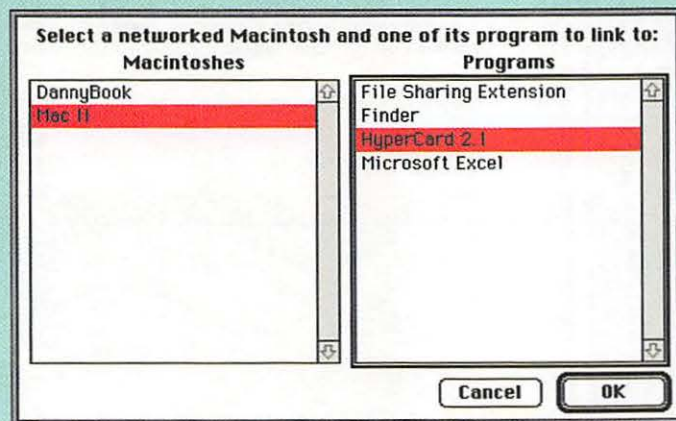 Select a networked Macintosh and one of its program to link to:
Macintoshes
Programs
DannyBook
Mac II
File Sharing Extension
Finder
HyperCard 2.1
Microsoft Excel
Cancel
OK